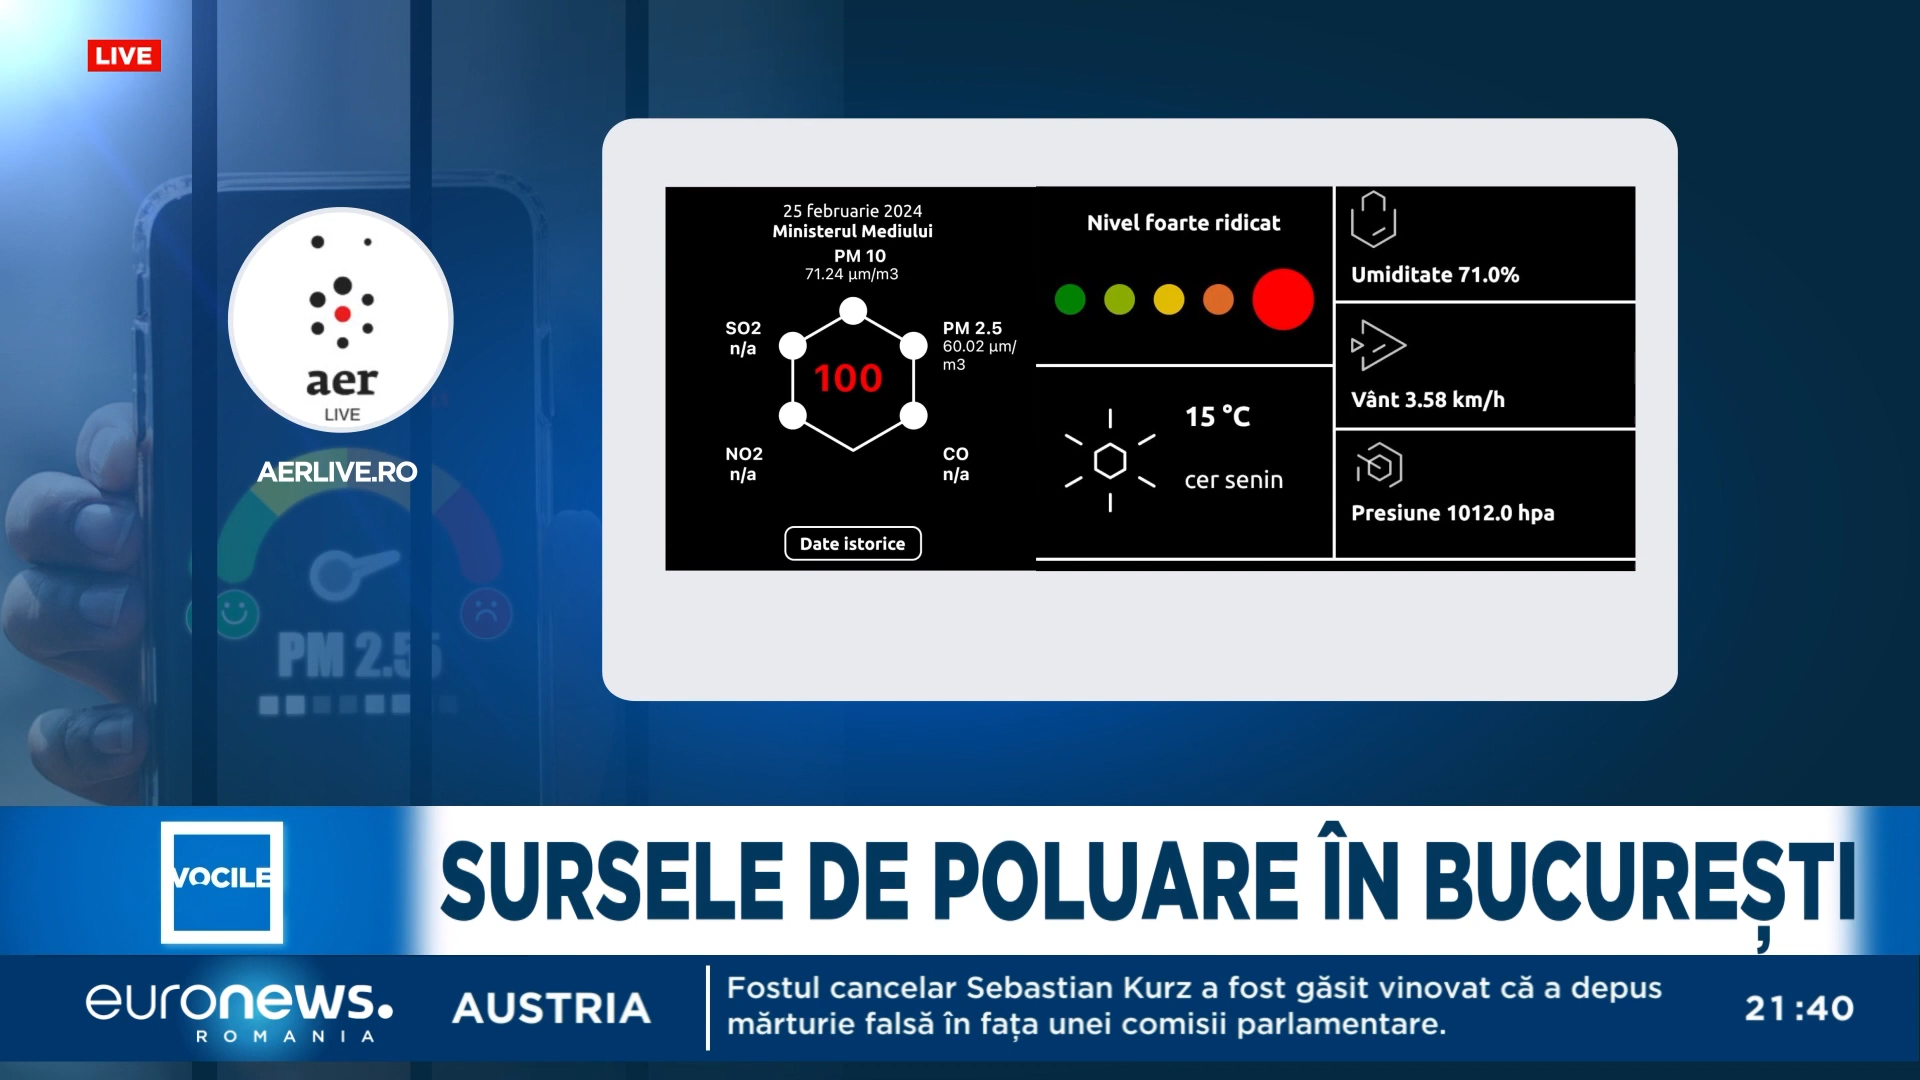 LIVE
aer
LIVE
AERLIVE.RO
PM 2.5
25 februarie 2024
Ministerul Mediului
PM 10
71.24 µm/m3
SO2
n/a
PM 2.5
60.02 µm/
m3
100
NO2
n/a
CO
n/a
Date istorice
Nivel foarte ridicat
15 °C
cer senin
Umiditate 71.0%
Vânt 3.58 km/h
Presiune 1012.0 hpa
VOCILE
SURSELE DE POLUARE ÎN BUCUREȘTI
euronews.
ROMANIA
AUSTRIA
Fostul cancelar Sebastian Kurz a fost găsit vinovat că a depus
mărturie falsă în fața unei comisii parlamentare.
21:40